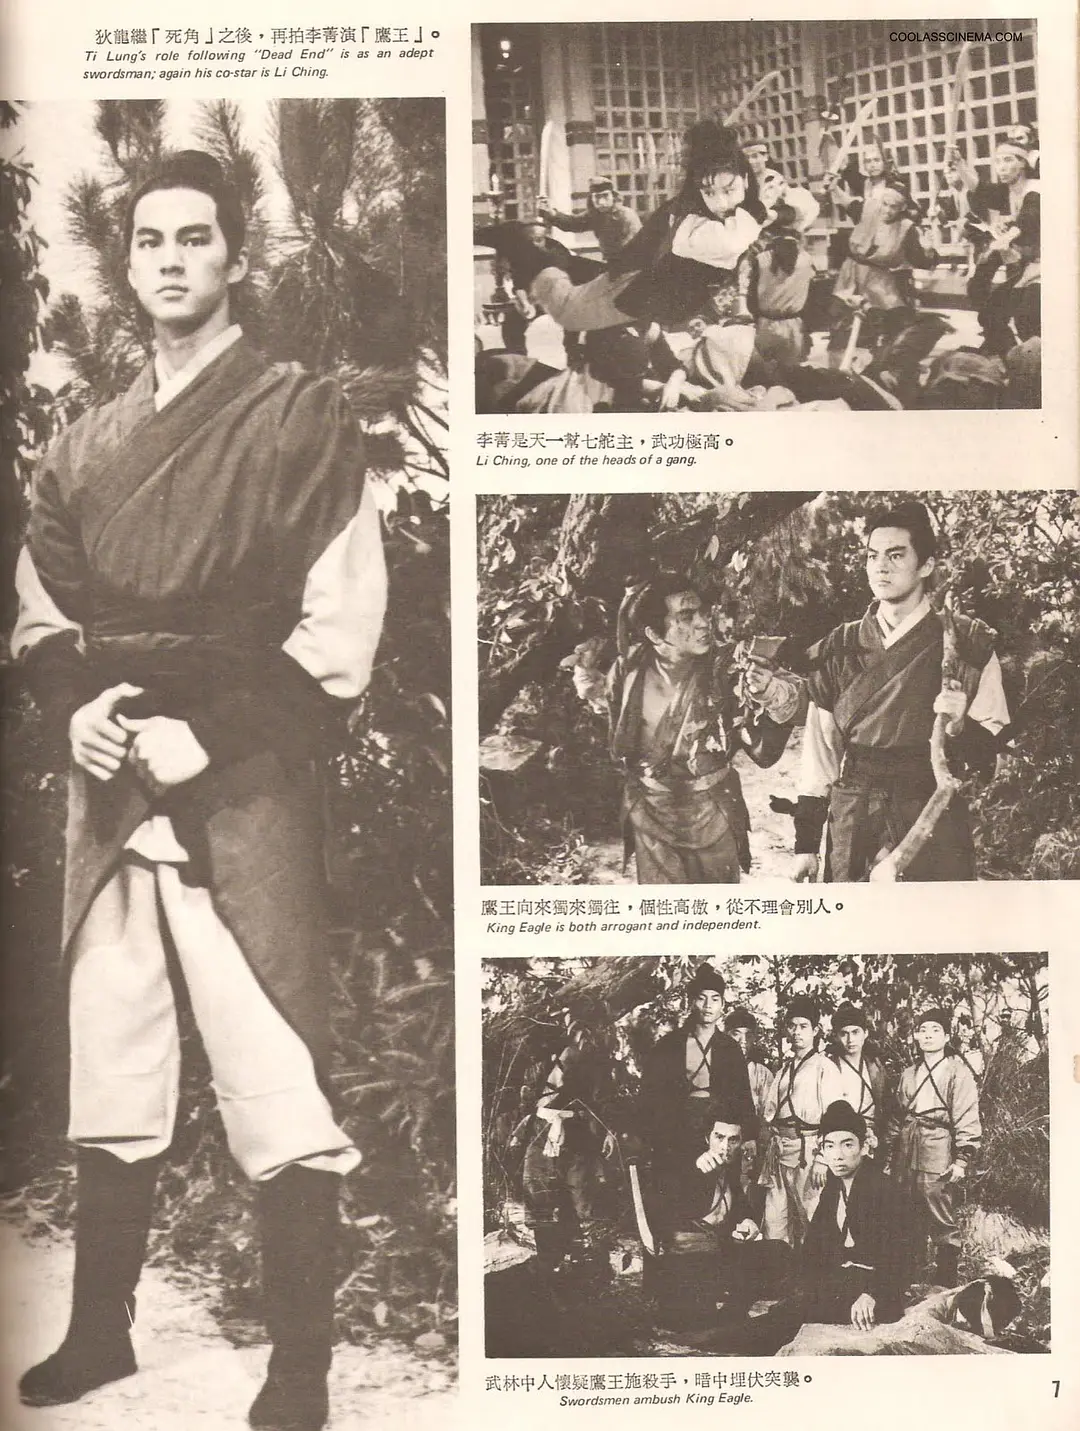 狄龍繼「死角」之後，再拍李菁演「鷹王」。
Ti Lung's role following "Dead End" is as an adept
swordsman; again his co-star is Li Ching.
COOLASSCINEMA.COM
李菁是天一幫七舵主，武功極高。
Li Ching, one of the heads of a gang.
鷹王向來獨來獨往，個性高傲，從不理會別人。
King Eagle is both arrogant and independent.
武林中人懷疑鷹王施殺手，暗中埋伏突襲。
Swordsmen ambush King Eagle.
7